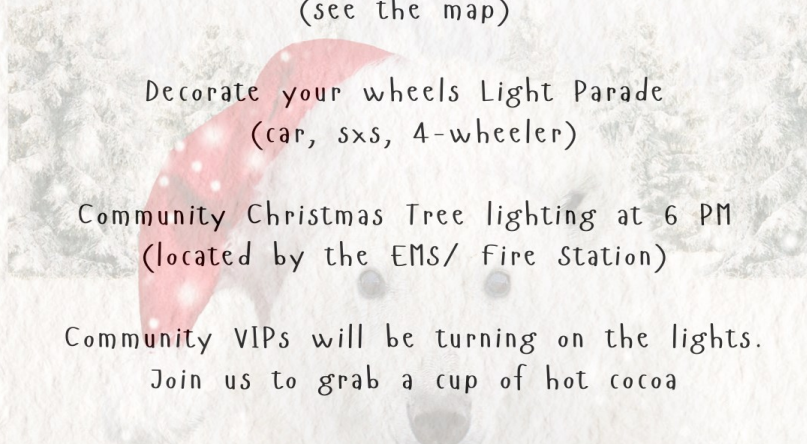 (see the map)
Decorate your wheels Light Parade
(car, sxs, 4-wheeler)
Community Christmas Tree lighting at 6 PM
(located by the EMS/ Fire Station)
Community VIPs will be turning on the lights.
Join us to grab a cup of hot cocoa